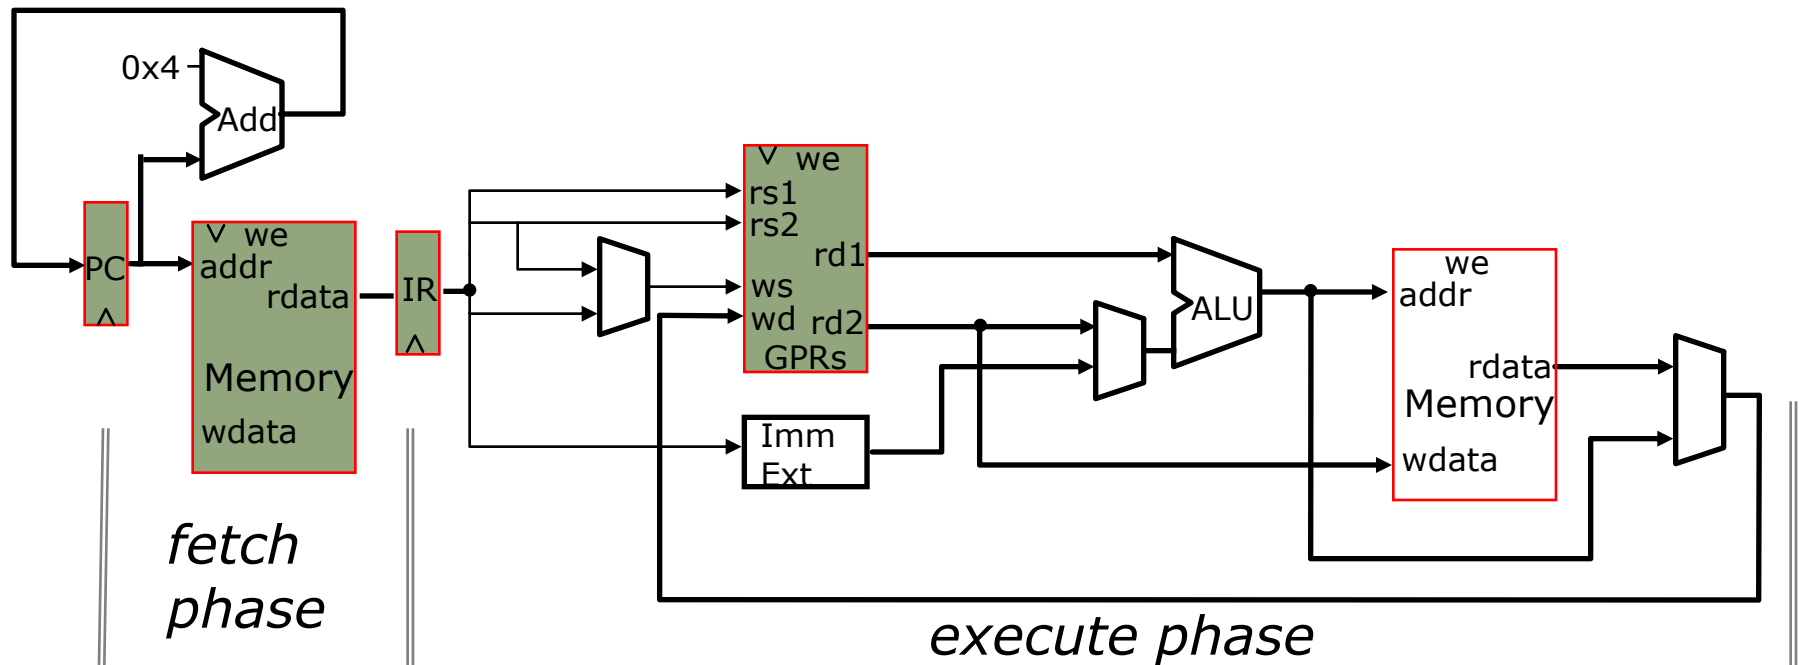 0x4
Add
PC
we
addr
rdata
Memory
wdata
IR
we
rs1
rs2
rd1
ws
wd rd2
GPRs
Imm
Ext
ALU
we
addr
rdata
Memory
wdata
fetch
phase
execute phase